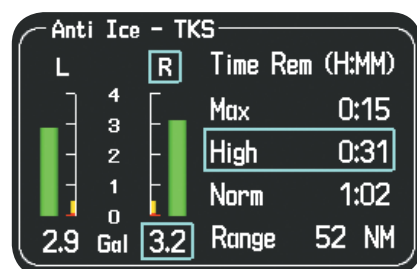 Anti Ice - TKS
L R Time Rem (H:MM)
4
Max 0:15
3
2 High 0:31
1 Norm 1:02
0
2.9 Gal 3.2 Range 52 NM